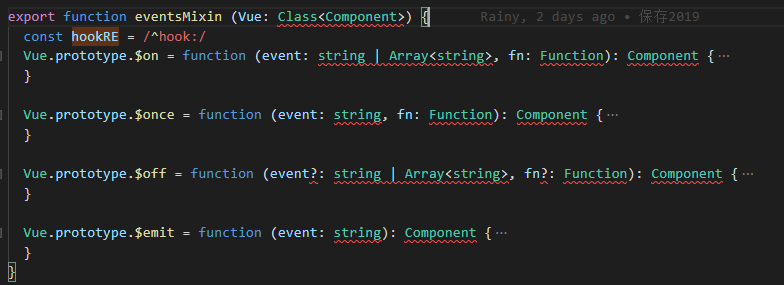 export function eventsMixin (Vue: Class<Component>) { Rainy, 2 days ago • 保存2019
const hookRE = /^hook:/
Vue.prototype.$on = function (event: string | Array<string>, fn: Function): Component {⋯
}
Vue.prototype.$once = function (event: string, fn: Function): Component {⋯
}
Vue.prototype.$off = function (event?: string | Array<string>, fn?: Function): Component {⋯
}
Vue.prototype.$emit = function (event: string): Component {⋯
}
}